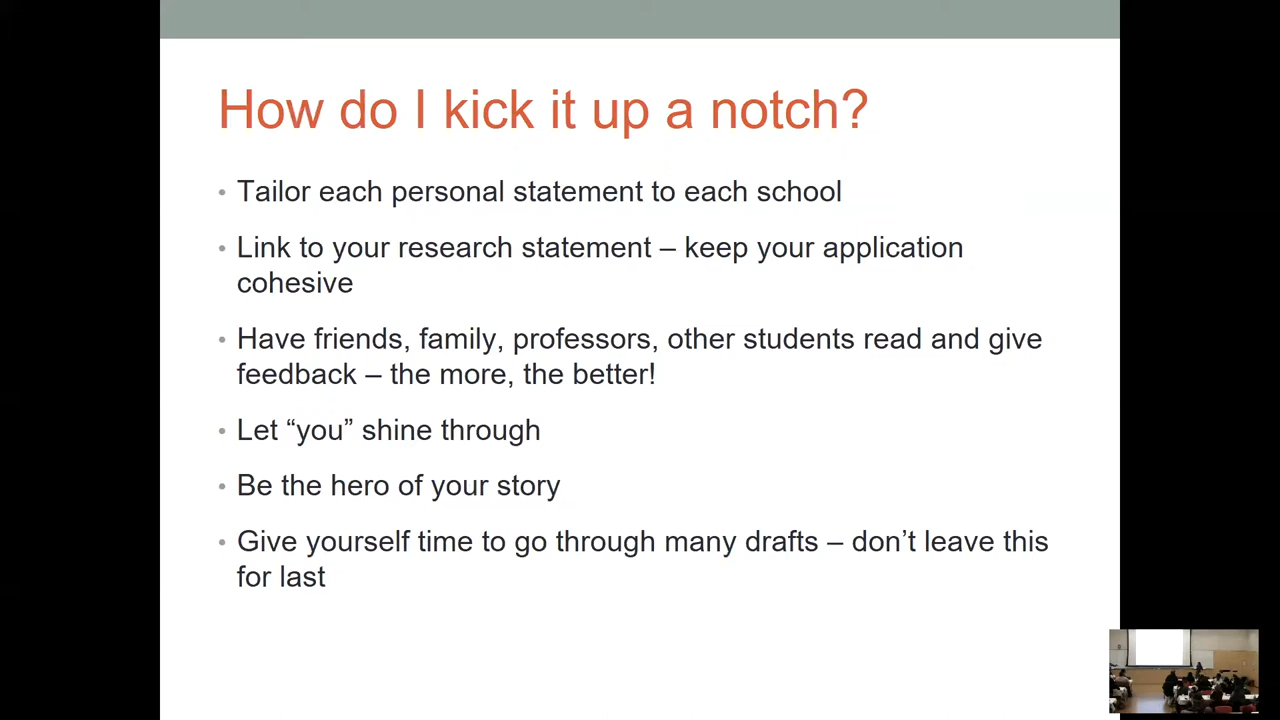 How do I kick it up a notch?
• Tailor each personal statement to each school
• Link to your research statement – keep your application
cohesive
• Have friends, family, professors, other students read and give
feedback – the more, the better!
• Let “you” shine through
• Be the hero of your story
• Give yourself time to go through many drafts – don’t leave this
for last